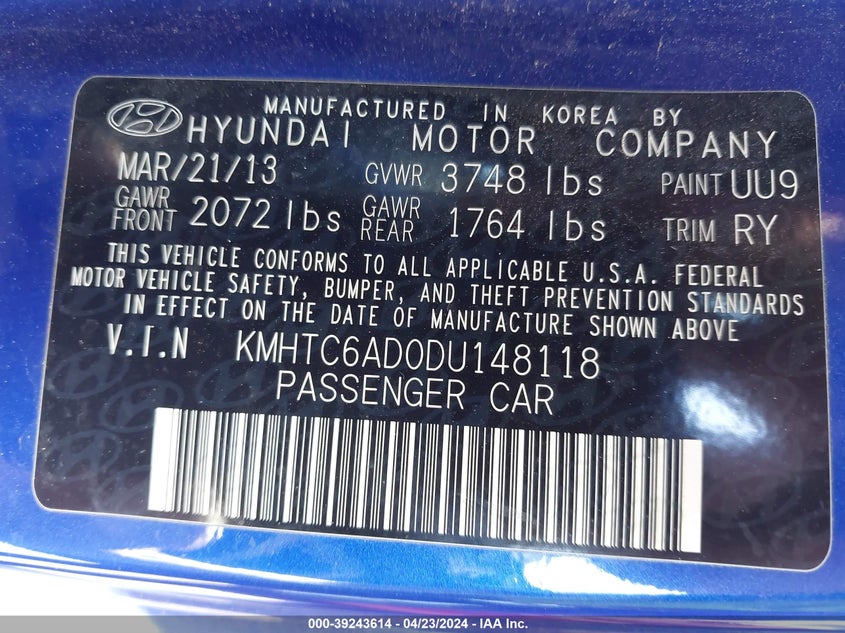 MANUFACTURED IN KOREA BY
HYUNDAI MOTOR COMPANY
MAR/21/13 GVWR 3748 lbs PAINT UU9
GAWR FRONT 2072 lbs GAWR REAR 1764 lbs TRIM RY
THIS VEHICLE CONFORMS TO ALL APPLICABLE U.S.A. FEDERAL
MOTOR VEHICLE SAFETY, BUMPER, AND THEFT PREVENTION STANDARDS
IN EFFECT ON THE DATE OF MANUFACTURE SHOWN ABOVE
V.I.N KMHTC6AD0DU148118
PASSENGER CAR
000-39243614 - 04/23/2024 - IAA Inc.